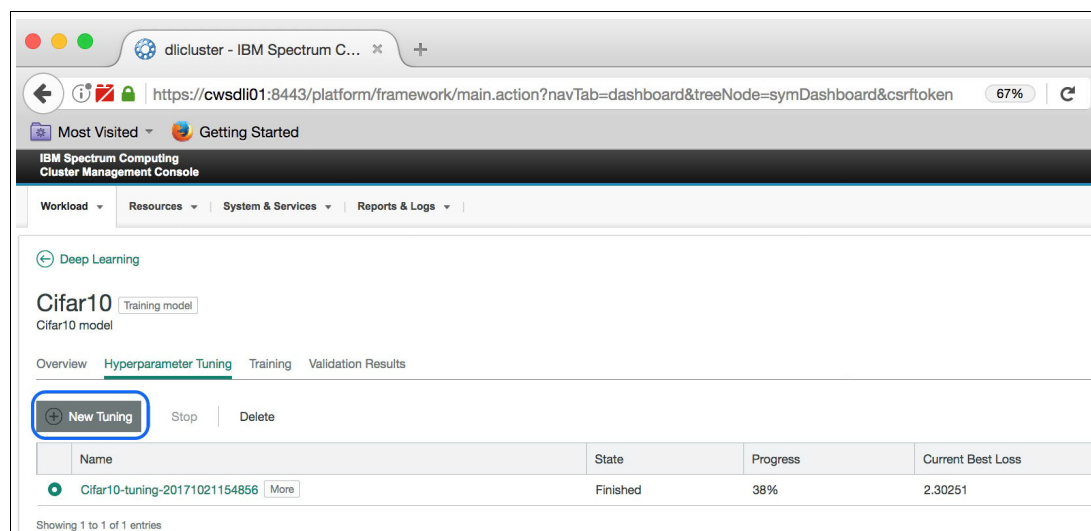 dlicluster - IBM Spectrum C...
https://cwsdli01:8443/platform/framework/main.action?navTab=dashboard&treeNode=symDashboard&csrftoken 67%
Most Visited Getting Started
IBM Spectrum Computing
Cluster Management Console
Workload Resources System & Services Reports & Logs
Deep Learning
Cifar10 Training model
Cifar10 model
Overview Hyperparameter Tuning Training Validation Results
New Tuning Stop Delete
Name State Progress Current Best Loss
Cifar10-tuning-20171021154856 More Finished 38% 2.30251
Showing 1 to 1 of 1 entries